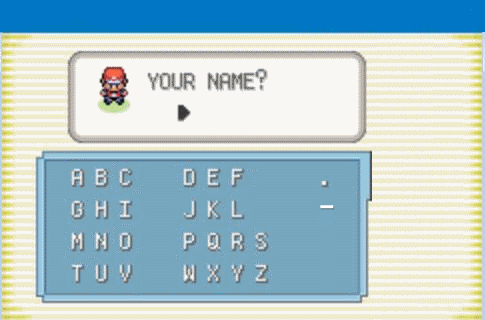 YOUR NAME?
A B C D E F .
G H I J K L -
M N O P Q R S
T U V W X Y Z